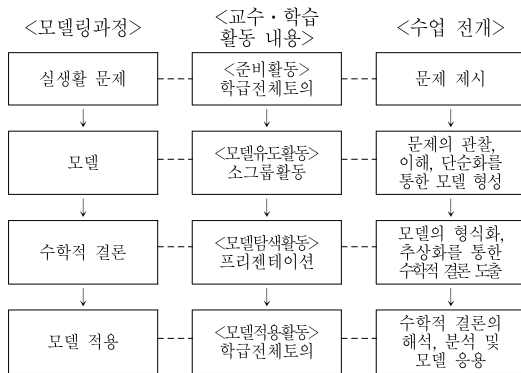 <모델링과정>
<교수・학습
활동 내용>
<수업 전개>
실생활 문제
<준비활동>
학급전체토의
문제 제시
모델
<모델유도활동>
소그룹활동
문제의 관찰,
이해, 단순화를
통한 모델 형성
수학적 결론
<모델탐색활동>
프리젠테이션
모델의 형식화,
추상화를 통한
수학적 결론 도출
모델 적용
<모델적용활동>
학급전체토의
수학적 결론의
해석, 분석 및
모델 응용